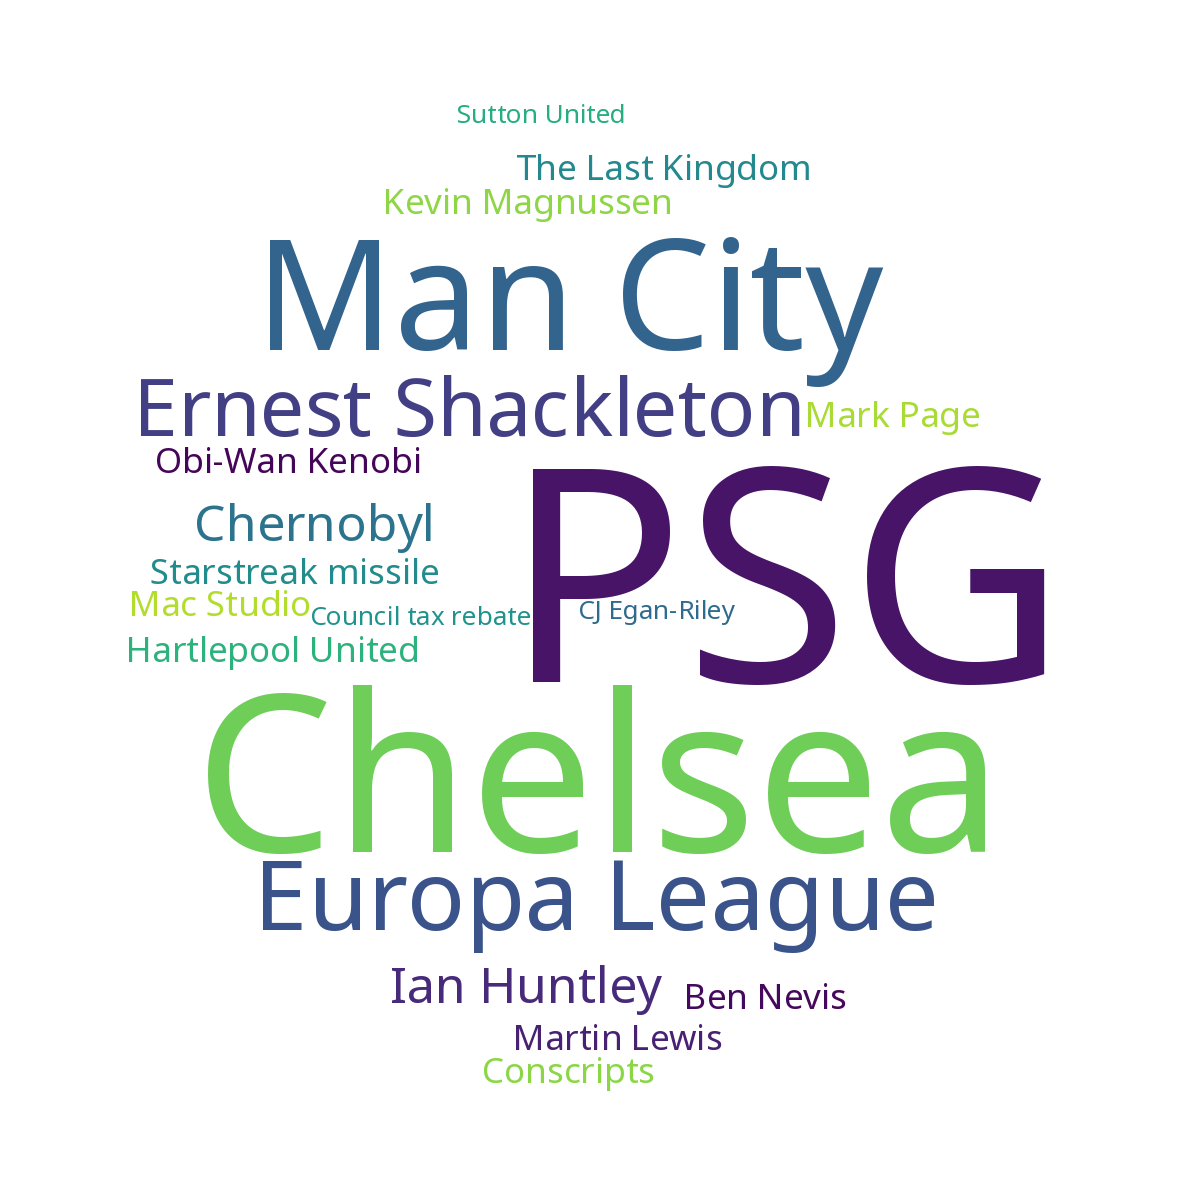 Sutton United
The Last Kingdom
Kevin Magnussen
Man City
Ernest Shackleton
Mark Page
Obi-Wan Kenobi
PSG
Chernobyl
Starstreak missile
Mac Studio
Council tax rebate
CJ Egan-Riley
Hartlepool United
Chelsea
Europa League
Ian Huntley
Ben Nevis
Martin Lewis
Conscripts